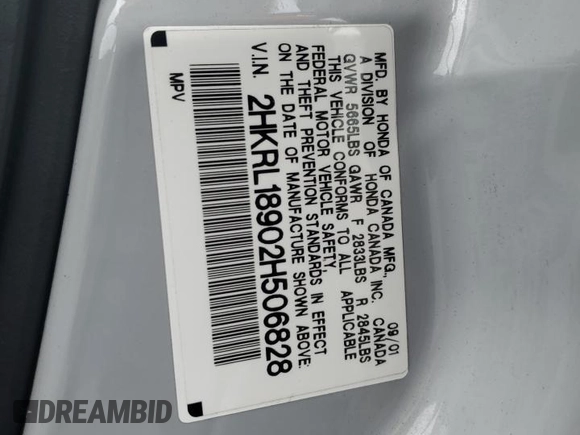 MFD. BY HONDA OF CANADA MFG.,
A DIVISION OF HONDA CANADA INC. CANADA 09/01
GVWR 5665LBS GAWR F 2833LBS R 2845LBS
THIS VEHICLE CONFORMS TO ALL APPLICABLE
FEDERAL MOTOR VEHICLE SAFETY,
AND THEFT PREVENTION STANDARDS IN EFFECT
ON THE DATE OF MANUFACTURE SHOWN ABOVE:
V.I.N. 2HKRL18902H506828
MPV
DREAMBID